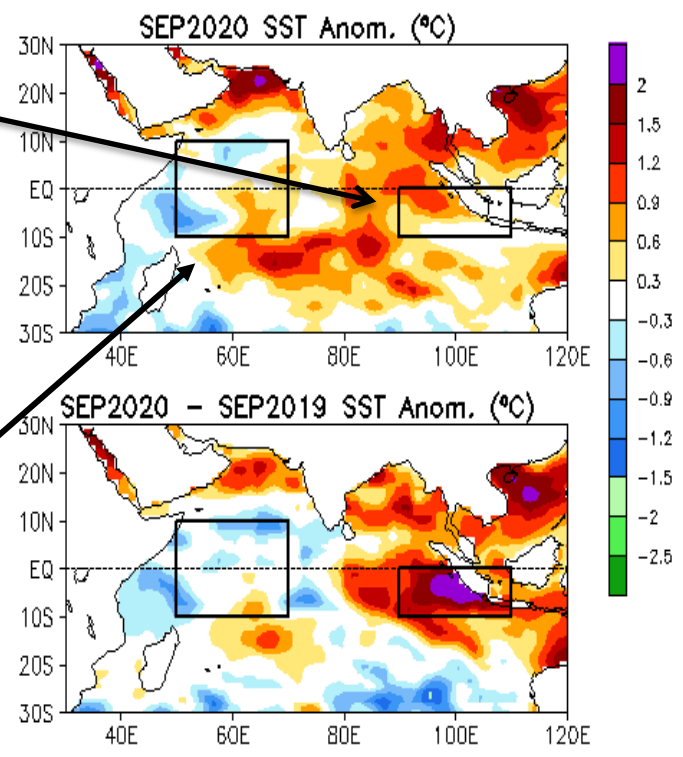 SEP2020 SST Anom. (ºC)
30N
20N
10N
EQ
10S
20S
30S
40E 60E 80E 100E 120E
2
1.5
1.2
0.9
0.6
0.3
-0.3
-0.6
-0.9
-1.2
-1.5
-2
-2.5
SEP2020 - SEP2019 SST Anom. (ºC)
30N
20N
10N
EQ
10S
20S
30S
40E 60E 80E 100E 120E